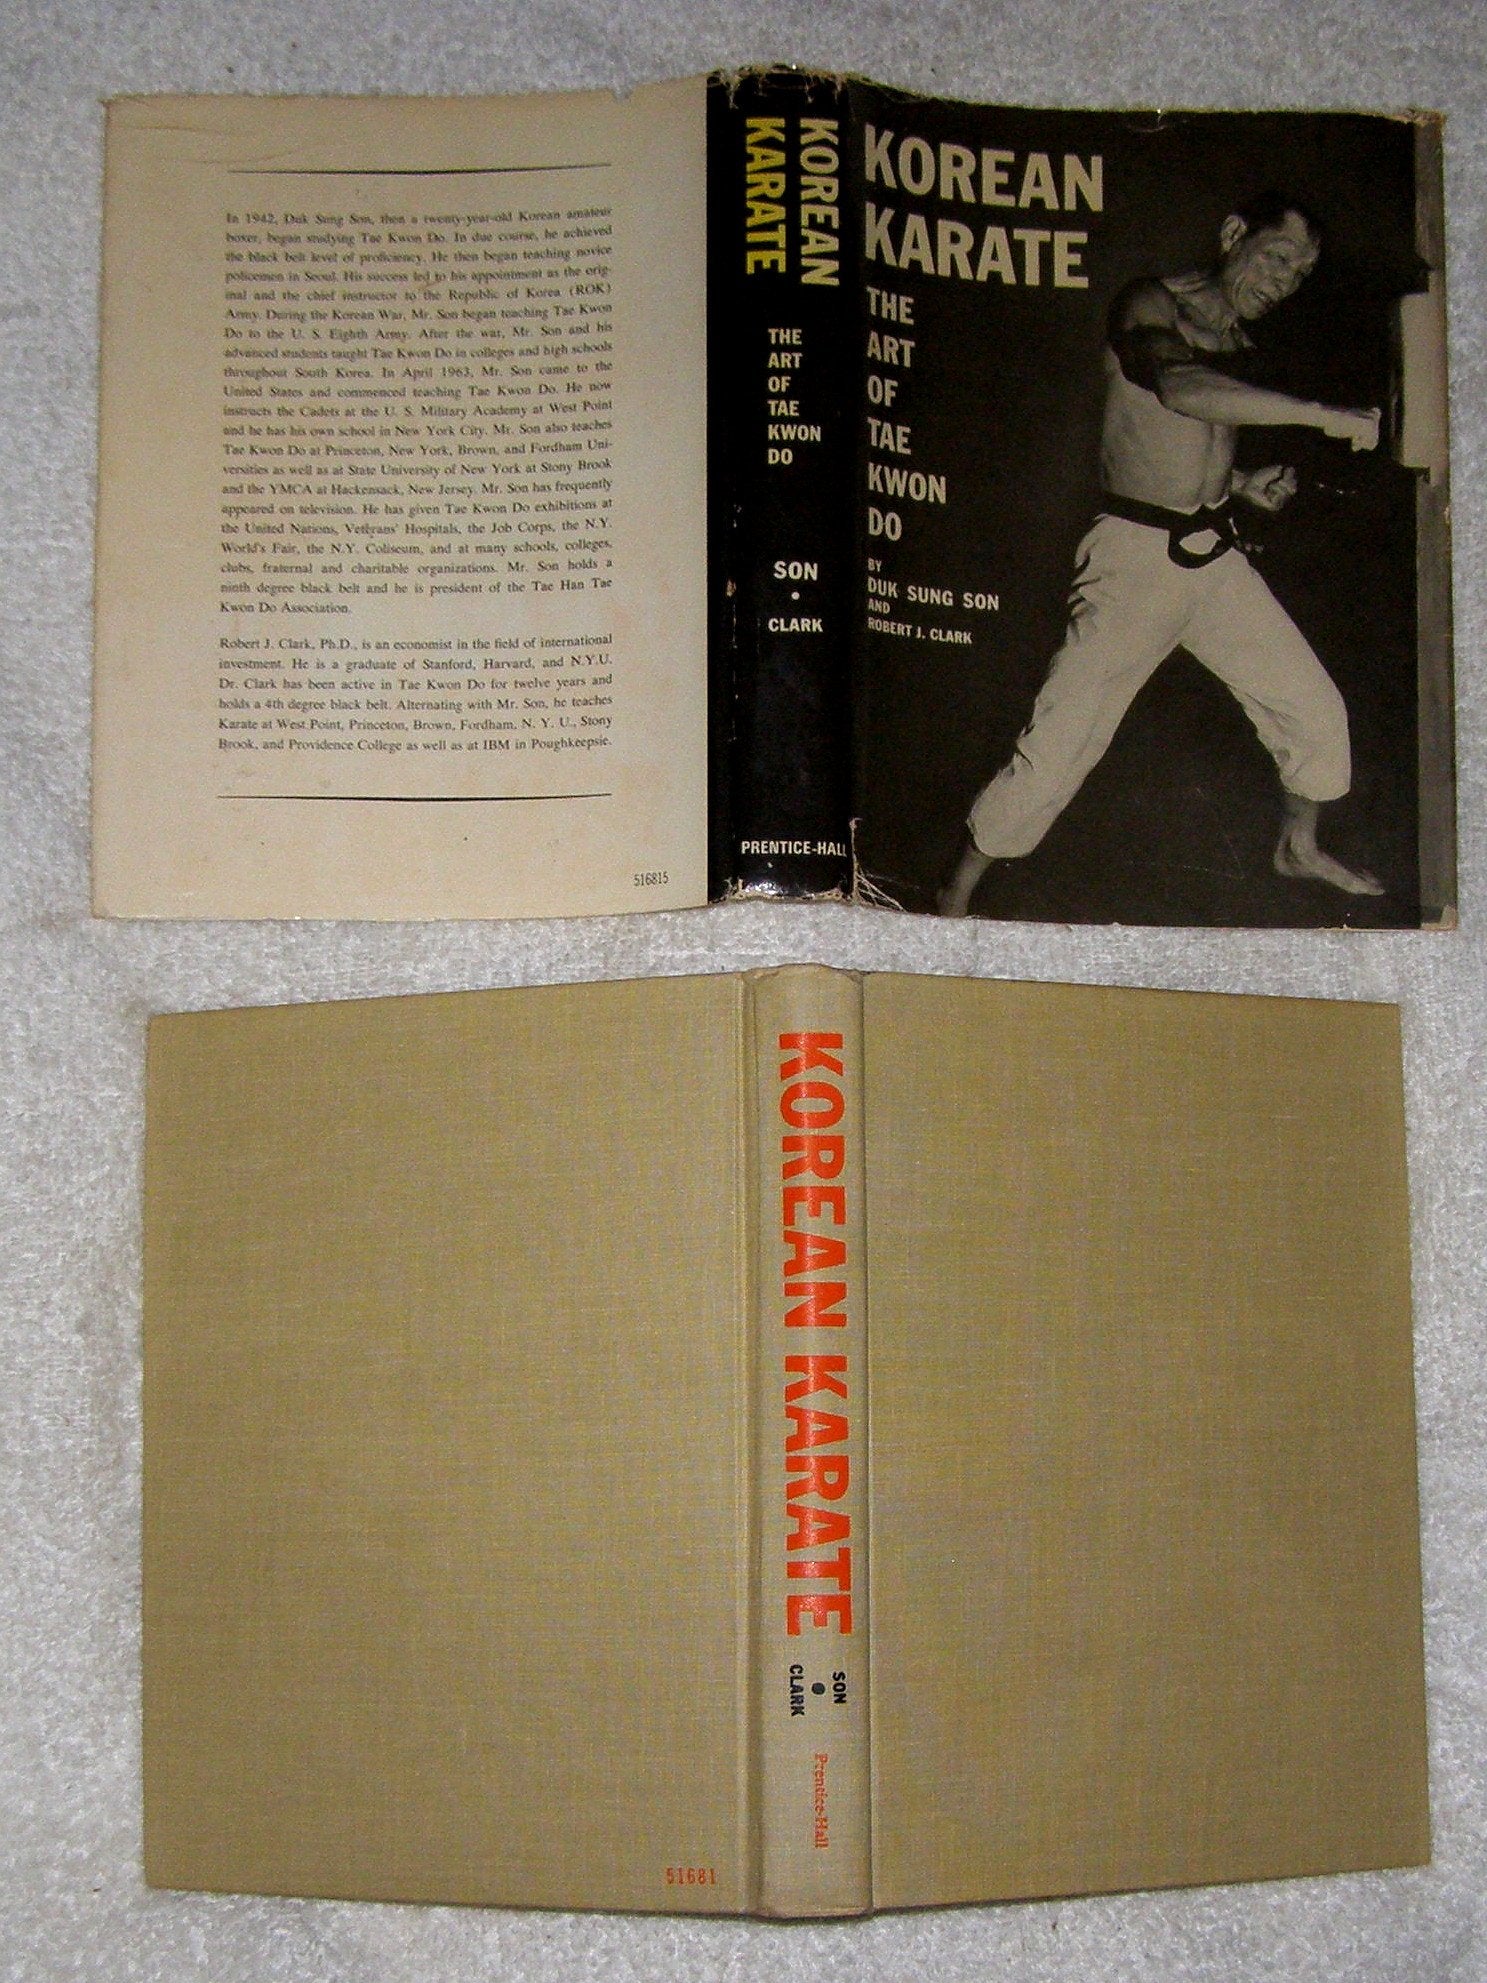 In 1942, Duk Sung Son, then a twenty-year-old Korean amateur
boxer, began studying Tae Kwon Do. In due course, he achieved
the black belt level of proficiency. He then began teaching novice
policemen in Seoul. His success led to his appointment as the orig-
inal and the chief instructor to the Republic of Korea (ROK)
Army. During the Korean War, Mr. Son began teaching Tae Kwon
Do to the U. S. Eighth Army. After the war, Mr. Son and his
advanced students taught Tae Kwon Do in colleges and high schools
throughout South Korea. In April 1963, Mr. Son came to the
United States and commenced teaching Tae Kwon Do. He now
instructs the Cadets at the U. S. Military Academy at West Point
and he has his own school in New York City. Mr. Son also teaches
Tae Kwon Do at Princeton, New York, Brown, and Fordham Uni-
versities as well as at State University of New York at Stony Brook
and the YMCA at Hackensack, New Jersey. Mr. Son has frequently
appeared on television. He has given Tae Kwon Do exhibitions at
the United Nations, Veterans' Hospitals, the Job Corps, the N.Y.
World's Fair, the N.Y. Coliseum, and at many schools, colleges,
clubs, fraternal and charitable organizations. Mr. Son holds a
ninth degree black belt and he is president of the Tae Han Tae
Kwon Do Association.
Robert J. Clark, Ph.D., is an economist in the field of international
investment. He is a graduate of Stanford, Harvard, and N.Y.U.
Dr. Clark has been active in Tae Kwon Do for twelve years and
holds a 4th degree black belt. Alternating with Mr. Son, he teaches
Karate at West Point, Princeton, Brown, Fordham, N. Y. U., Stony
Brook, and Providence College as well as at IBM in Poughkeepsie.
516815
KOREAN
KARATE
THE
ART
OF
TAE
KWON
DO
SON
•
CLARK
PRENTICE-HALL
KOREAN
KARATE
THE
ART
OF
TAE
KWON
DO
BY
DUK SUNG SON
AND
ROBERT J. CLARK
KOREAN KARATE
SON
•
CLARK
Prentice-Hall
51681